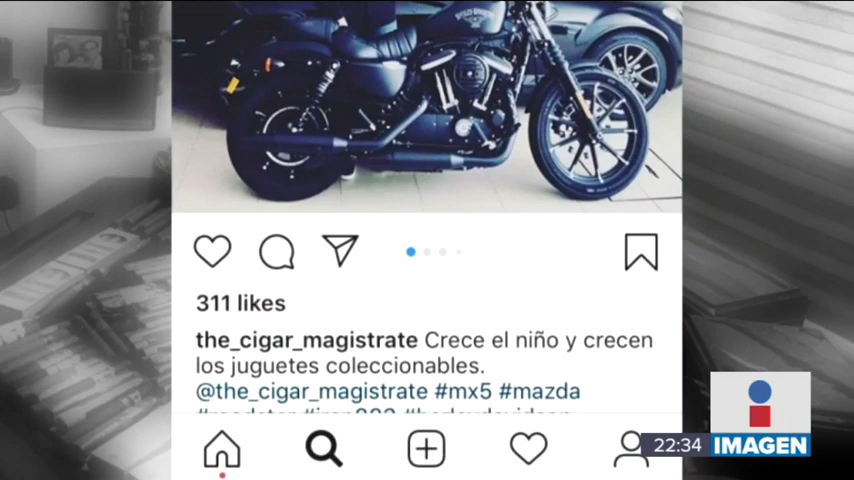 311 likes
the_cigar_magistrate Crece el niño y crecen
los juguetes coleccionables.
@the_cigar_magistrate #mx5 #mazda
22:34 IMAGEN